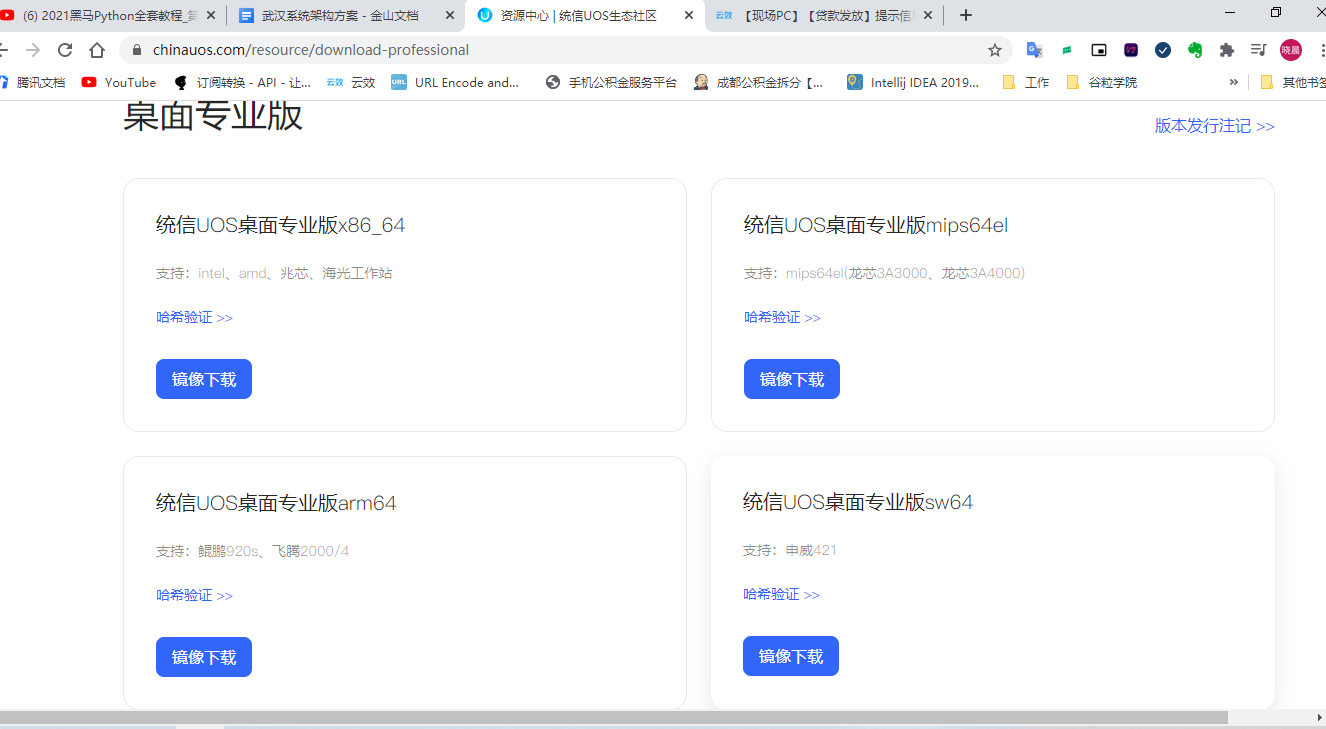 (6) 2021黑马Python全套教程_
武汉系统架构方案 - 金山文档
资源中心 | 统信UOS生态社区
【现场PC】【贷款发放】提示信
chinauos.com/resource/download-professional
晓晨
腾讯文档
YouTube
订阅转换 - API - 让...
云效
URL Encode and...
手机公积金服务平台
成都公积金拆分【...
Intellij IDEA 2019...
工作
谷粒学院
»
其他书签
桌面专业版
版本发行注记 >>
统信UOS桌面专业版x86_64
支持：intel、amd、兆芯、海光工作站
哈希验证 >>
镜像下载
统信UOS桌面专业版mips64el
支持：mips64el(龙芯3A3000、龙芯3A4000)
哈希验证 >>
镜像下载
统信UOS桌面专业版arm64
支持：鲲鹏920s、飞腾2000/4
哈希验证 >>
镜像下载
统信UOS桌面专业版sw64
支持：申威421
哈希验证 >>
镜像下载